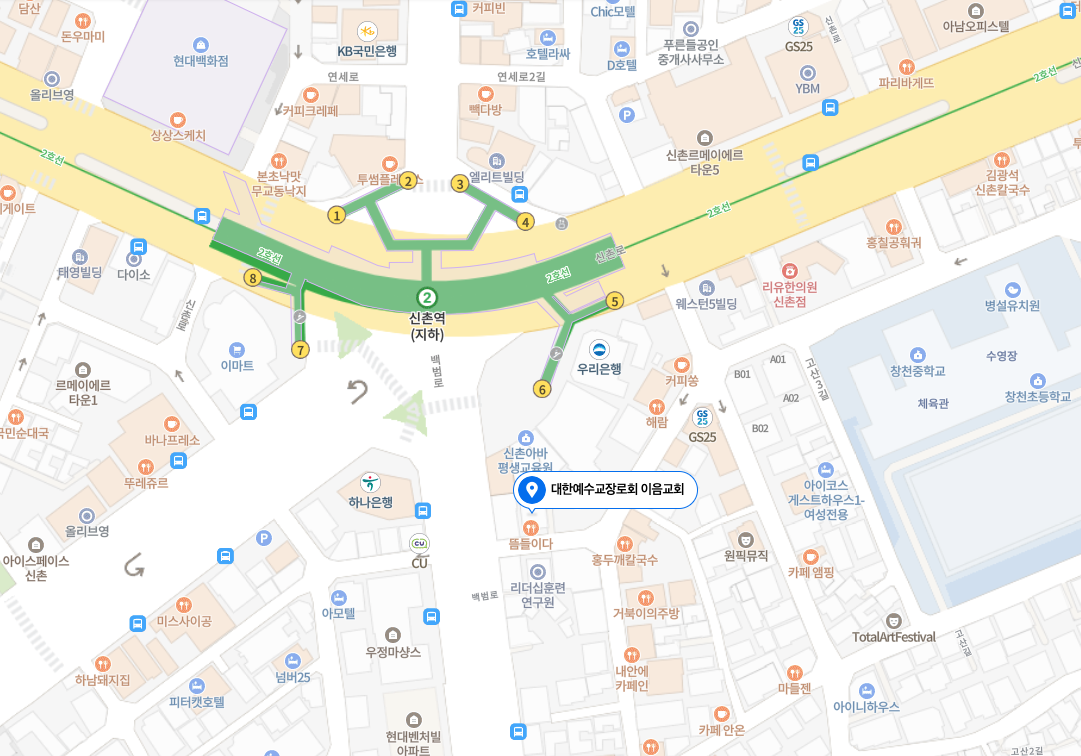 담산
돈우마미
KB국민은행
커피빈
Chic모텔
호텔라싸
D호텔
푸른돌공인
중개사사무소
GS25
아남오피스텔
현대백화점
올리브영
연세로
연세로2길
YBM
파리바게뜨
2호선
상상스케치
커피크레페
빽다방
P
신촌르메이에르
타운5
2호선
본초낙맛
무교동낙지
투썸플레
스
엘리트빌딩
김광석
신촌칼국수
게이트
1
2
3
4
2호선
홍질공훠궈
태영빌딩
다이소
2호선
신촌로
2호선
8
2
신촌역
(지하)
5
웨스턴5빌딩
리유한의원
신촌점
병설유치원
7
이마트
백범로
우리은행
6
커피쏭
A01
B01
수영장
창천중학교
르메이에르
타운1
A02
체육관
창천초등학교
국민순대국
바나프레소
해람
GS25
B02
신촌아바
평생교육원
뚜레쥬르
하나은행
대한예수교장로회 이음교회
아이코스
게스트하우스1-
여성전용
올리브영
P
CU
CU
뜸들이다
홍두깨칼국수
원픽뮤직
카페 앰핑
아이스페이스
신촌
리더십훈련
연구원
백범로
미스사이공
아모텔
거북이의주방
우정마샹스
TotalArtFestival
하남돼지집
넘버25
내안에
카페인
마늘젠
피터캣호텔
아이니하우스
카페 안온
현대벤처빌
아파트
고산2길